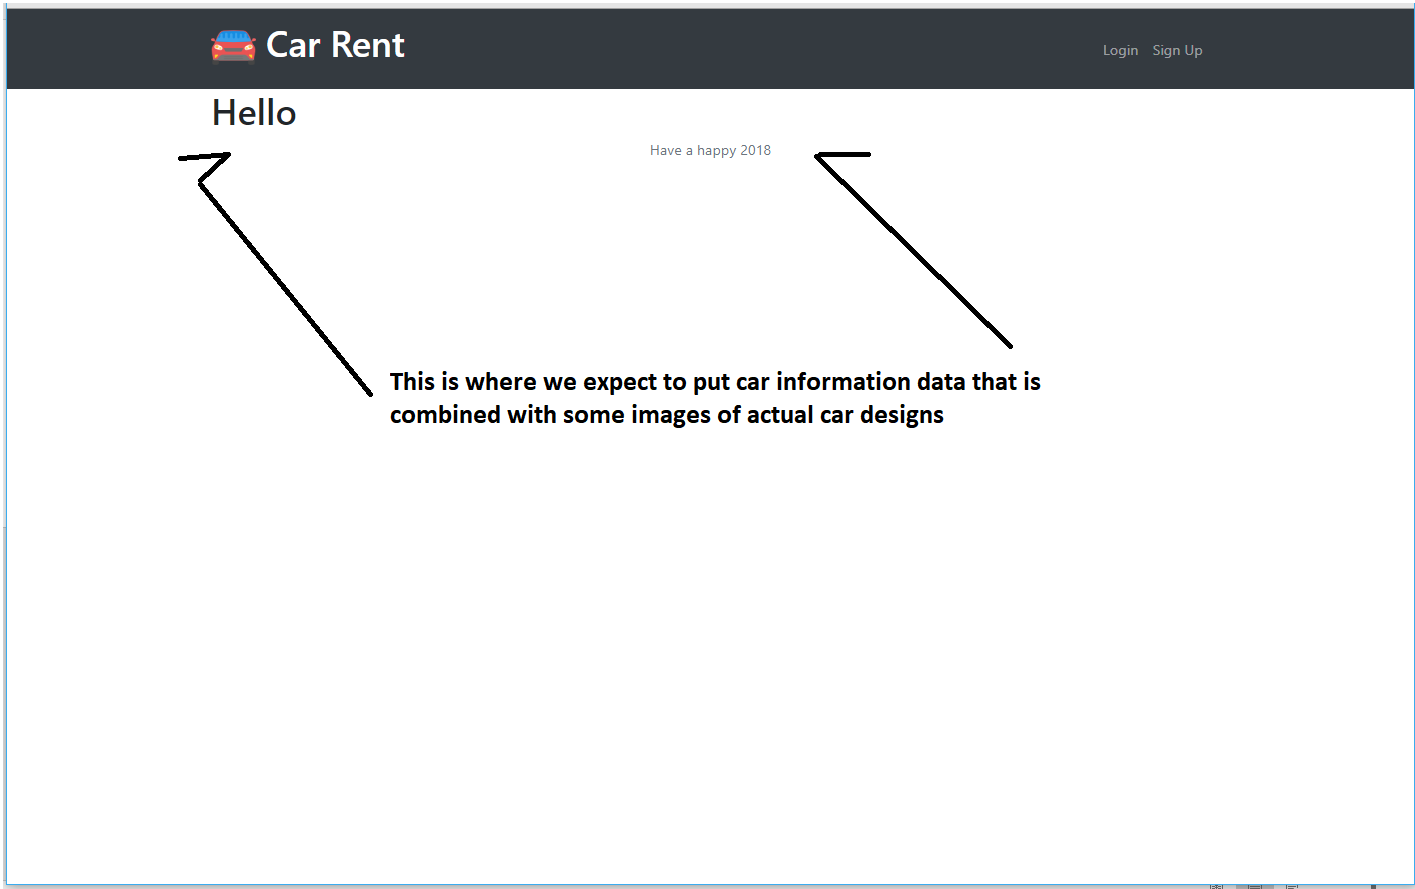 Car Rent
Login Sign Up
Hello
Have a happy 2018
This is where we expect to put car information data that is
combined with some images of actual car designs